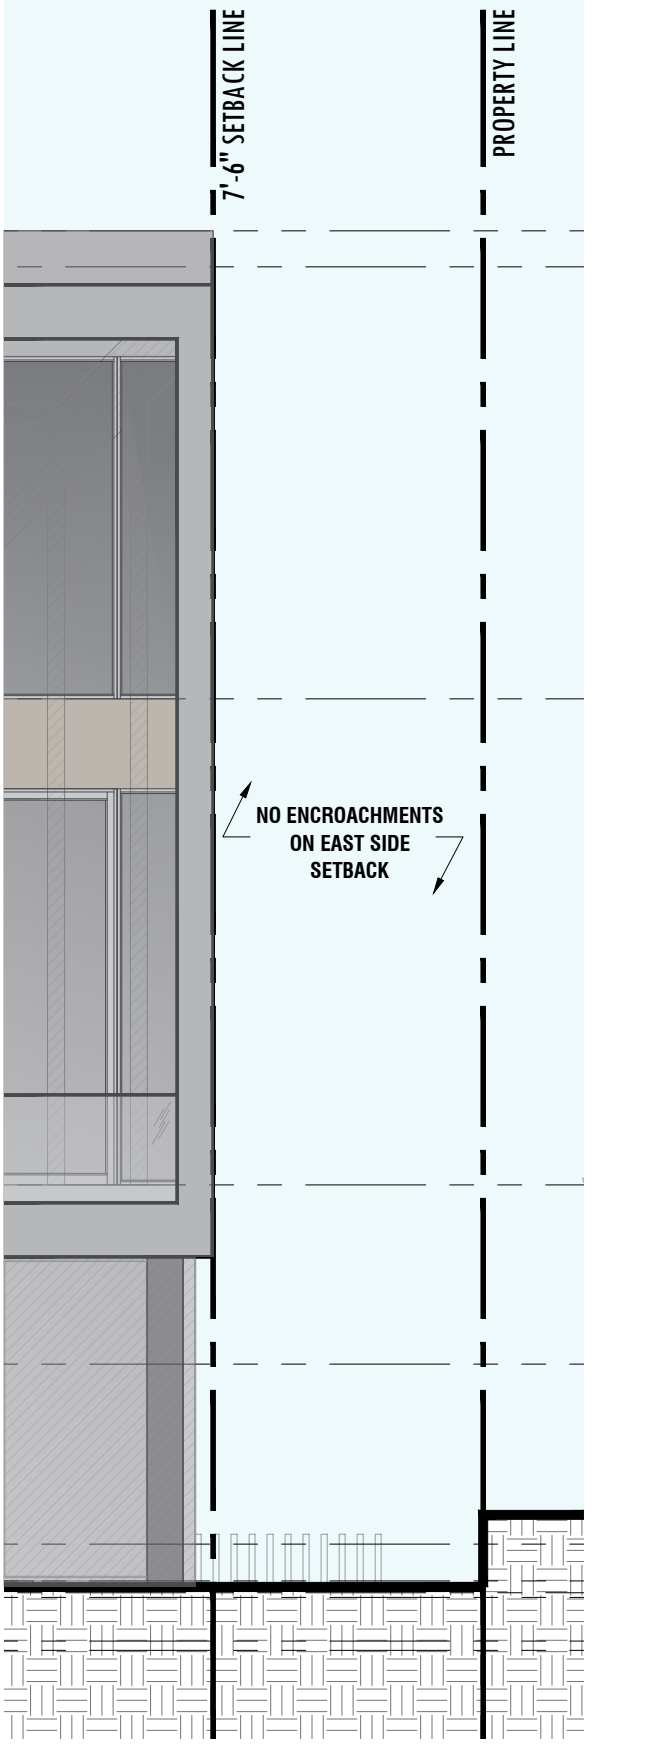 7'-6" SETBACK LINE
PROPERTY LINE
NO ENCROACHMENTS
ON EAST SIDE
SETBACK